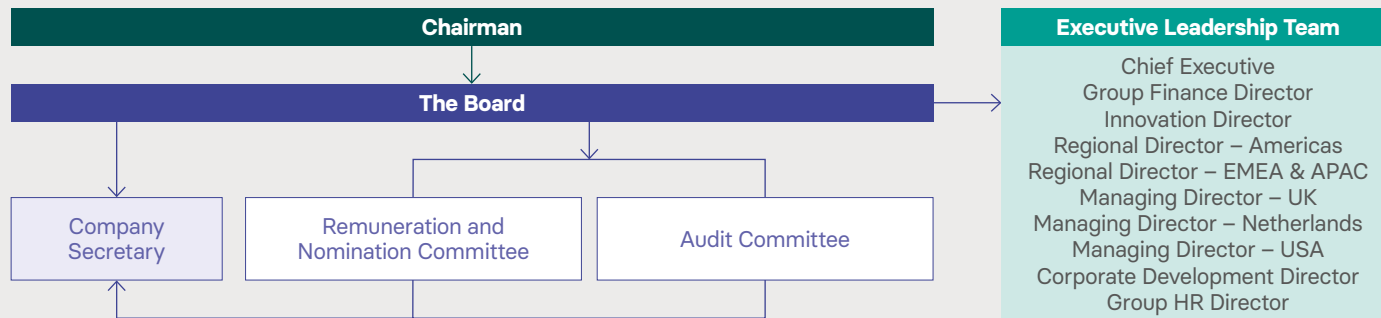 Chairman
The Board
Company
Secretary
Remuneration and
Nomination Committee
Audit Committee
Executive Leadership Team
Chief Executive
Group Finance Director
Innovation Director
Regional Director – Americas
Regional Director – EMEA & APAC
Managing Director – UK
Managing Director – Netherlands
Managing Director – USA
Corporate Development Director
Group HR Director